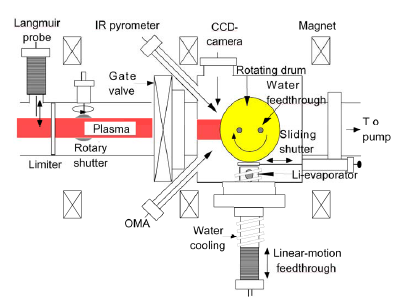 Langmuir
probe
IR pyrometer
CCD-
camera
Magnet
Gate
valve
Rotating drum
Water
feedthrough
Plasma
Sliding
shutter
To
pump
Limiter
Rotary
shutter
Li-evaporator
OMA
Water
cooling
Linear-motion
feedthrough